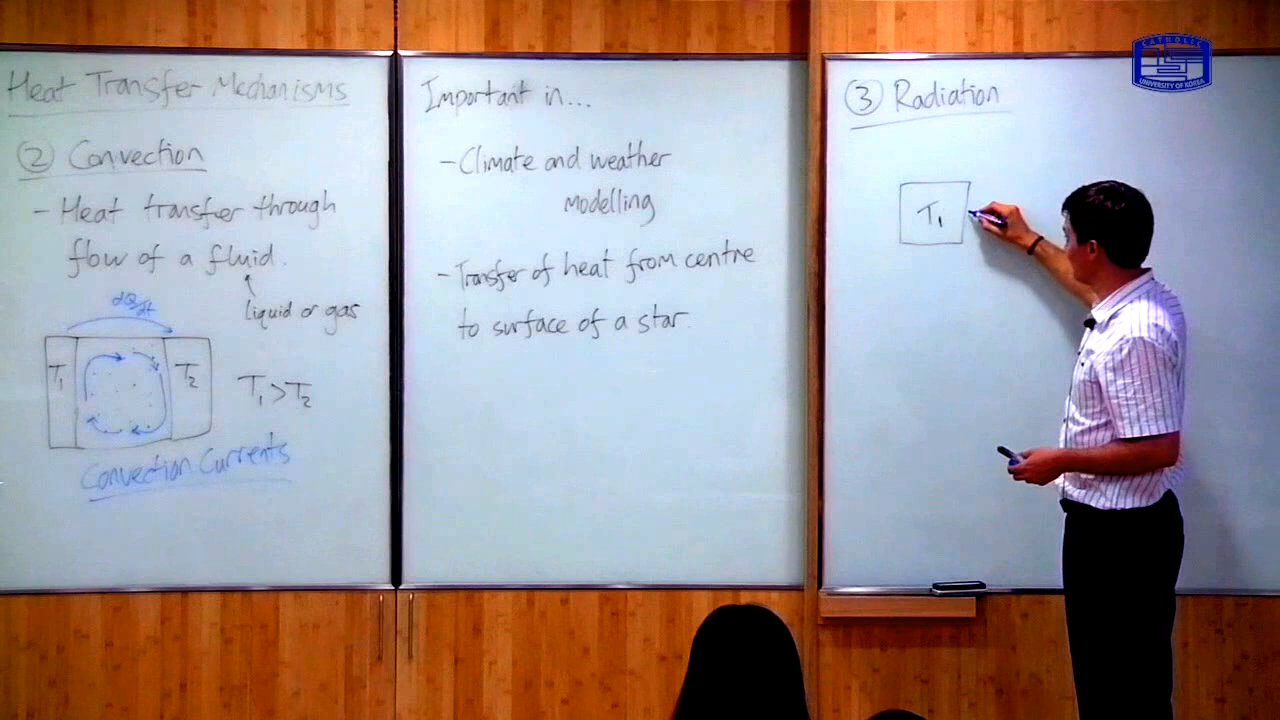 Heat Transfer Mechanisms
② Convection
- Heat transfer through
flow of a fluid.
liquid or gas
dQ/dt
T₁
T₂
T₁ > T₂
Convection Currents
Important in...
- Climate and weather
modelling
- Transfer of heat from centre
to surface of a star.
③ Radiation
T₁
CATHOLIC
UNIVERSITY OF KOREA